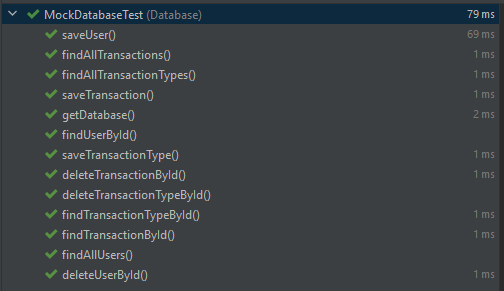 MockDatabaseTest (Database) 79 ms
saveUser() 69 ms
findAllTransactions() 1 ms
findAllTransactionTypes() 1 ms
saveTransaction() 1 ms
getDatabase() 2 ms
findUserById()
saveTransactionType() 1 ms
deleteTransactionById() 1 ms
deleteTransactionTypeById()
findTransactionTypeById() 1 ms
findTransactionById() 1 ms
findAllUsers()
deleteUserById() 1 ms